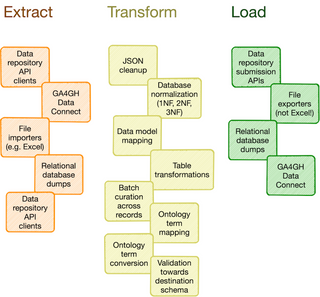 Extract
Data
repository
API
clients
GA4GH
Data
Connect
File
importers
(e.g. Excel)
Relational
database
dumps
Data
repository
API
clients
Transform
JSON
cleanup
Database
normalization
(1NF, 2NF,
3NF)
Data model
mapping
Table
transformations
Batch
curation
across
records
Ontology
term
mapping
Ontology
term
conversion
Validation
towards
destination
schema
Load
Data
repository
submission
APIs
File
exporters
(not Excel!)
Relational
database
dumps
GA4GH
Data
Connect